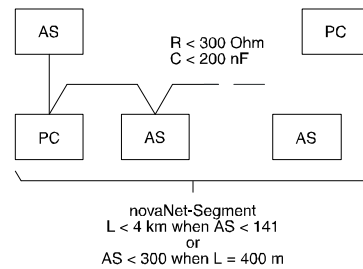 AS
PC
R < 300 Ohm
C < 200 nF
PC
AS
AS
novaNet-Segment
L < 4 km when AS < 141
or
AS < 300 when L = 400 m